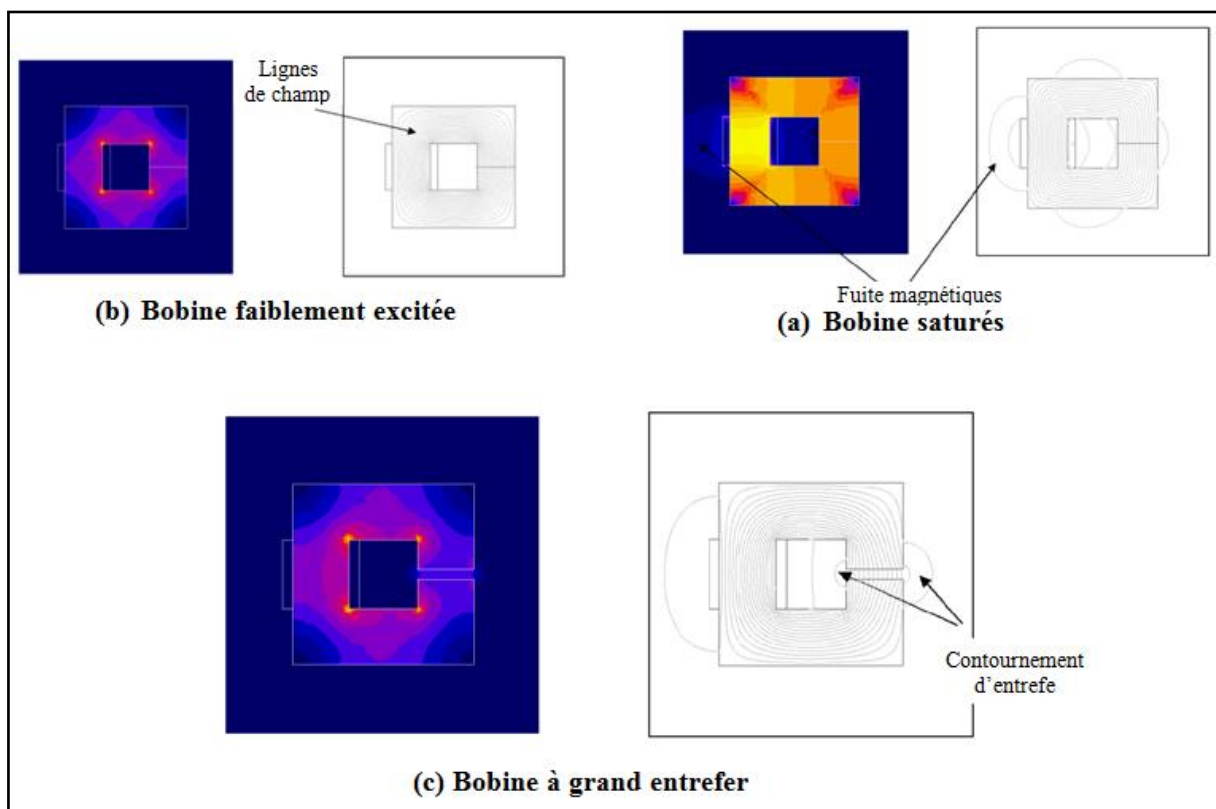 Lignes
de champ
(b) Bobine faiblement excitée
Fuite magnétiques
(a) Bobine saturés
Contournement
d'entrefe
(c) Bobine à grand entrefer